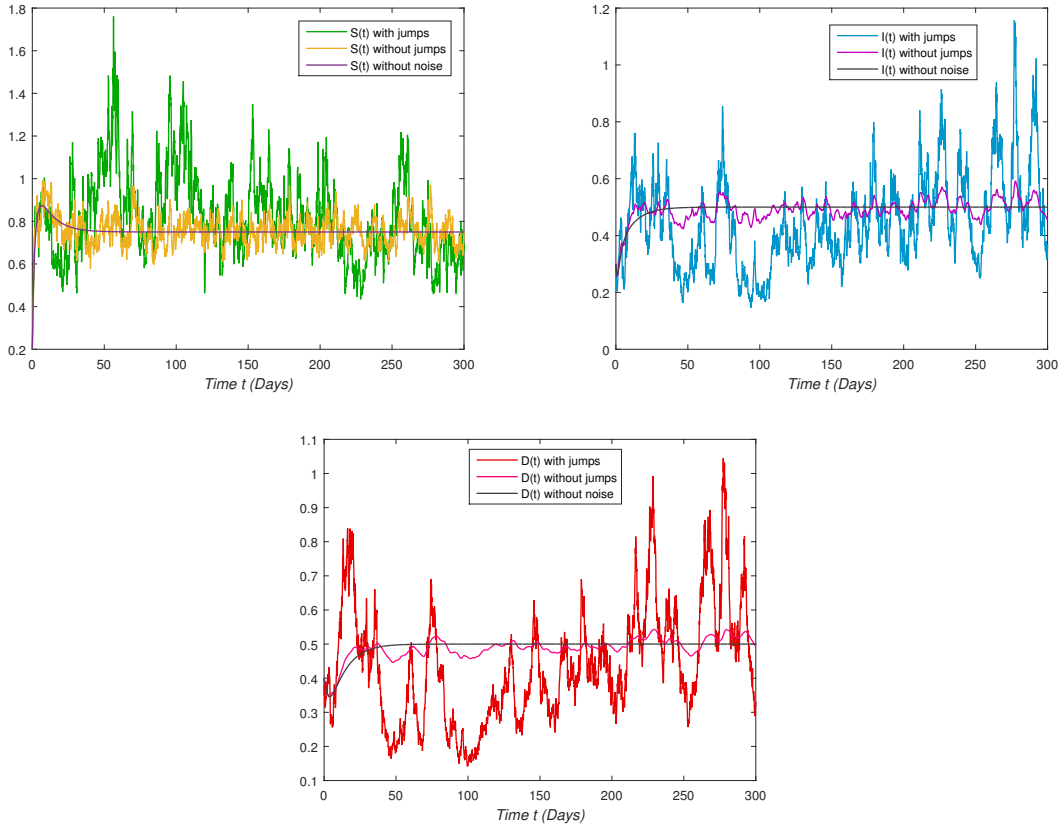 1.8
1.6
1.4
1.2
1
0.8
0.6
0.4
0.2
S(t) with jumps
S(t) without jumps
S(t) without noise
0 50 100 150 200 250 300
Time t (Days)
1.2
1
0.8
0.6
0.4
0.2
0
I(t) with jumps
I(t) without jumps
I(t) without noise
0 50 100 150 200 250 300
Time t (Days)
1.1
1
0.9
0.8
0.7
0.6
0.5
0.4
0.3
0.2
0.1
D(t) with jumps
D(t) without jumps
D(t) without noise
0 50 100 150 200 250 300
Time t (Days)